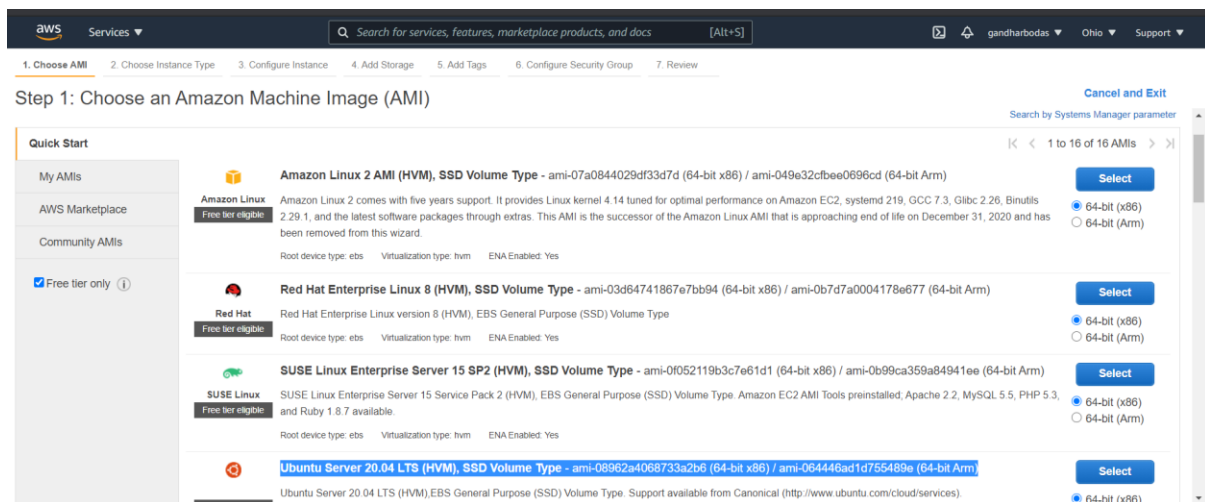 aws
Services ▼
Search for services, features, marketplace products, and docs [Alt+S]
gandharbodas ▼
Ohio ▼
Support ▼
1. Choose AMI 2. Choose Instance Type 3. Configure Instance 4. Add Storage 5. Add Tags 6. Configure Security Group 7. Review
Step 1: Choose an Amazon Machine Image (AMI)
Cancel and Exit
Search by Systems Manager parameter
Quick Start
My AMIs
AWS Marketplace
Community AMIs
Free tier only
1 to 16 of 16 AMIs
Amazon Linux
Free tier eligible
Amazon Linux 2 AMI (HVM), SSD Volume Type - ami-07a0844029df33d7d (64-bit x86) / ami-049e32cfbee0696cd (64-bit Arm)
Amazon Linux 2 comes with five years support. It provides Linux kernel 4.14 tuned for optimal performance on Amazon EC2, systemd 219, GCC 7.3, Glibc 2.26, Binutils
2.29.1, and the latest software packages through extras. This AMI is the successor of the Amazon Linux AMI that is approaching end of life on December 31, 2020 and has
been removed from this wizard.
Root device type: ebs Virtualization type: hvm ENA Enabled: Yes
Select
64-bit (x86)
64-bit (Arm)
Red Hat
Free tier eligible
Red Hat Enterprise Linux 8 (HVM), SSD Volume Type - ami-03d64741867e7bb94 (64-bit x86) / ami-0b7d7a0004178e677 (64-bit Arm)
Red Hat Enterprise Linux version 8 (HVM), EBS General Purpose (SSD) Volume Type
Root device type: ebs Virtualization type: hvm ENA Enabled: Yes
Select
64-bit (x86)
64-bit (Arm)
SUSE Linux
Free tier eligible
SUSE Linux Enterprise Server 15 SP2 (HVM), SSD Volume Type - ami-0f052119b3c7e61d1 (64-bit x86) / ami-0b99ca359a84941ee (64-bit Arm)
SUSE Linux Enterprise Server 15 Service Pack 2 (HVM), EBS General Purpose (SSD) Volume Type. Amazon EC2 AMI Tools preinstalled; Apache 2.2, MySQL 5.5, PHP 5.3,
and Ruby 1.8.7 available.
Root device type: ebs Virtualization type: hvm ENA Enabled: Yes
Select
64-bit (x86)
64-bit (Arm)
Ubuntu Server 20.04 LTS (HVM), SSD Volume Type - ami-08962a4068733a2b6 (64-bit x86) / ami-064446ad1d755489e (64-bit Arm)
Ubuntu Server 20.04 LTS (HVM),EBS General Purpose (SSD) Volume Type. Support available from Canonical (http://www.ubuntu.com/cloud/services).
Select
64-bit (x86)